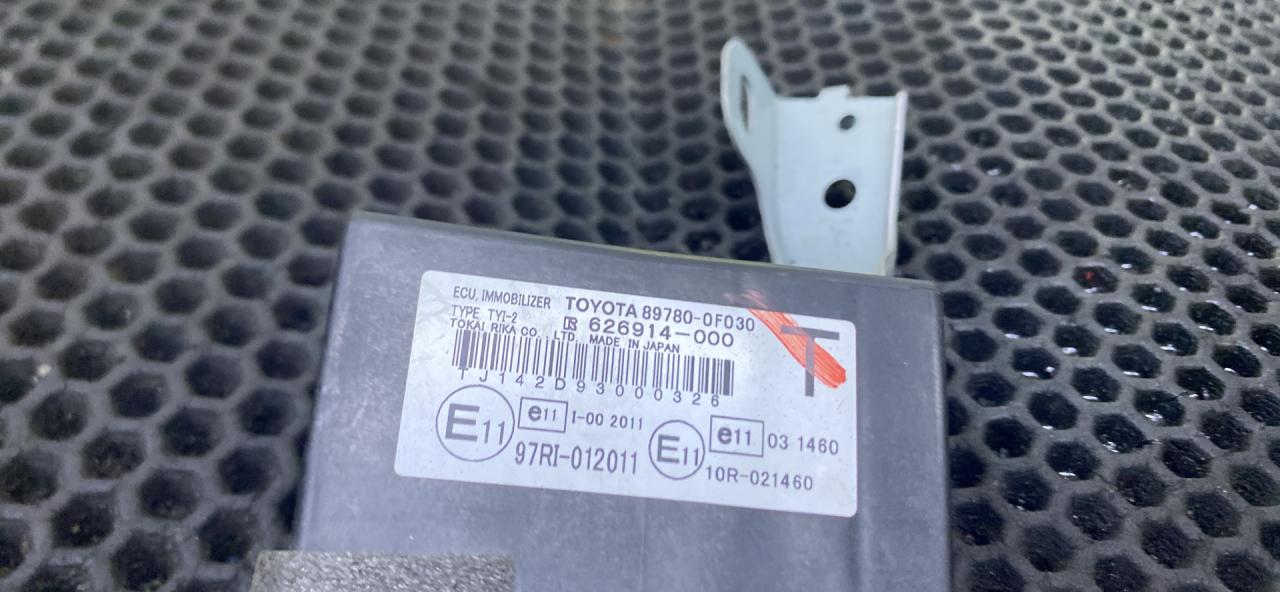 ECU, IMMOBILIZER TOYOTA 89780-0F030
TYPE TYI-2 626914-000
TOKAI RIKA CO., LTD. MADE IN JAPAN
T
TJ142D93000326
E11 e11 I-00 2011
97RI-012011
E11 e11 03 1460
10R-021460